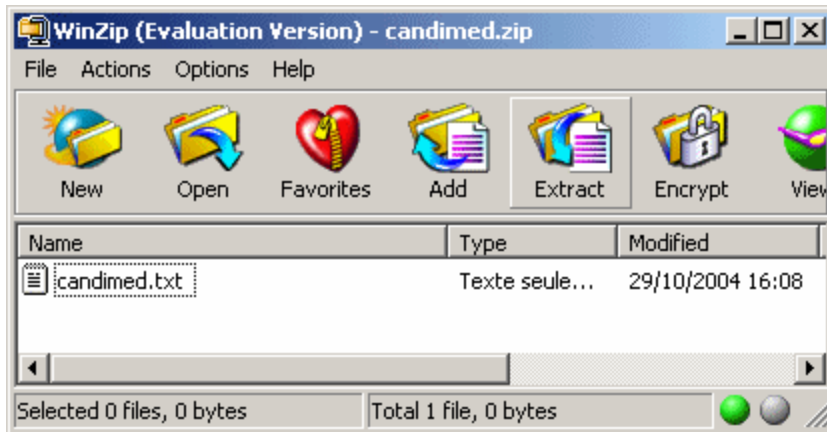 WinZip (Evaluation Version) - candimed.zip
File Actions Options Help
New Open Favorites Add Extract Encrypt View
Name Type Modified
candimed.txt Texte seule... 29/10/2004 16:08
Selected 0 files, 0 bytes Total 1 file, 0 bytes